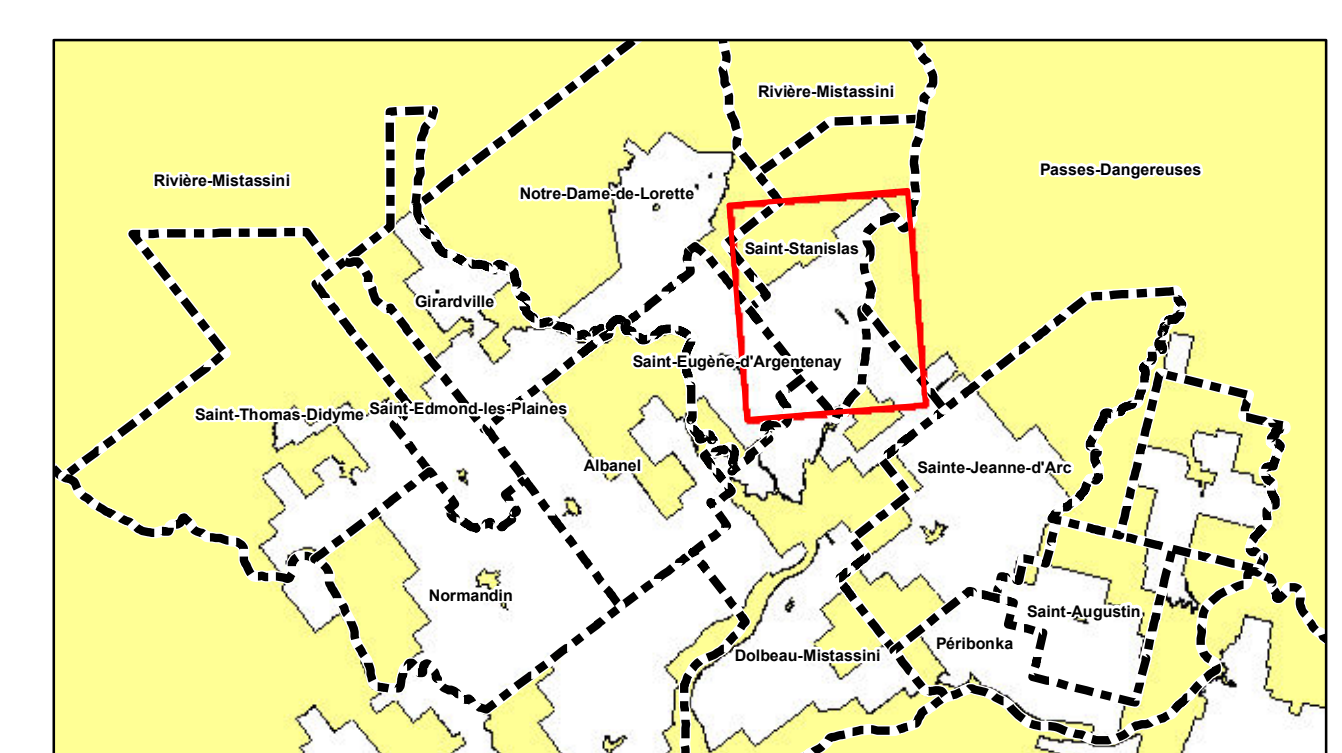 Rivière-Mistassini
Passes-Dangereuses
Rivière-Mistassini
Notre-Dame-de-Lorette
Saint-Stanislas
Girardville
Saint-Eugène-d'Argentenay
Saint-Thomas-Didyme
Saint-Edmond-les-Plaines
Albanel
Sainte-Jeanne-d'Arc
Normandin
Saint-Augustin
Péribonka
Dolbeau-Mistassini